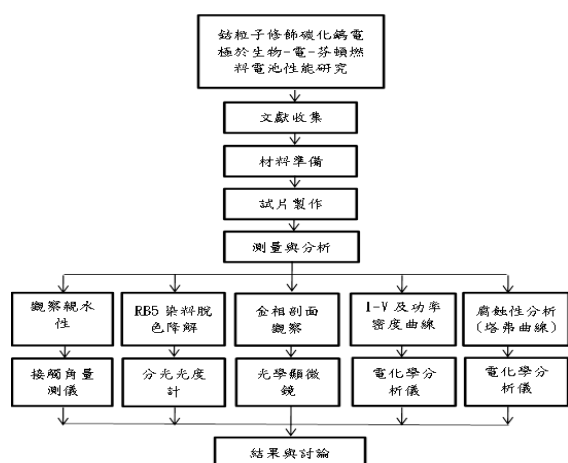 鈷粒子修飾碳化鎢電
極於生物-電-芬頓燃
料電池性能研究
文獻收集
材料準備
試片製作
測量與分析
觀察親水
性
RB5 染料脫
色降解
金相剖面
觀察
I-V 及功率
密度曲線
腐蝕性分析
(塔弗曲線)
接觸角量
測儀
分光光度
計
光學顯微
鏡
電化學分
析儀
電化學分
析儀
結果與討論